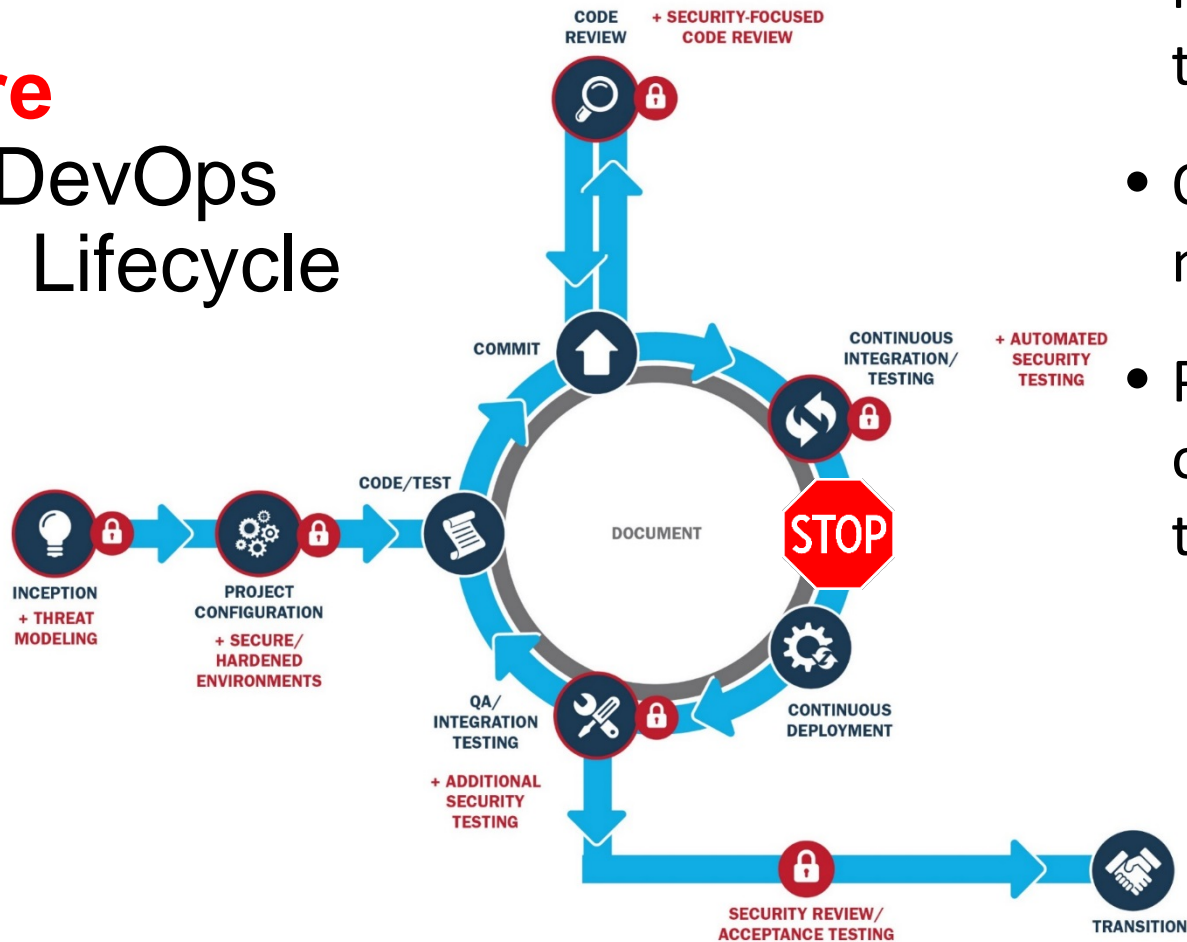 re
DevOps
Lifecycle
CODE
REVIEW
+ SECURITY-FOCUSED
CODE REVIEW
COMMIT
CONTINUOUS
INTEGRATION/
TESTING
+ AUTOMATED
SECURITY
TESTING
CODE/TEST
DOCUMENT
STOP
INCEPTION
+ THREAT
MODELING
PROJECT
CONFIGURATION
+ SECURE/
HARDENED
ENVIRONMENTS
QA/
INTEGRATION
TESTING
+ ADDITIONAL
SECURITY
TESTING
CONTINUOUS
DEPLOYMENT
SECURITY REVIEW/
ACCEPTANCE TESTING
TRANSITION